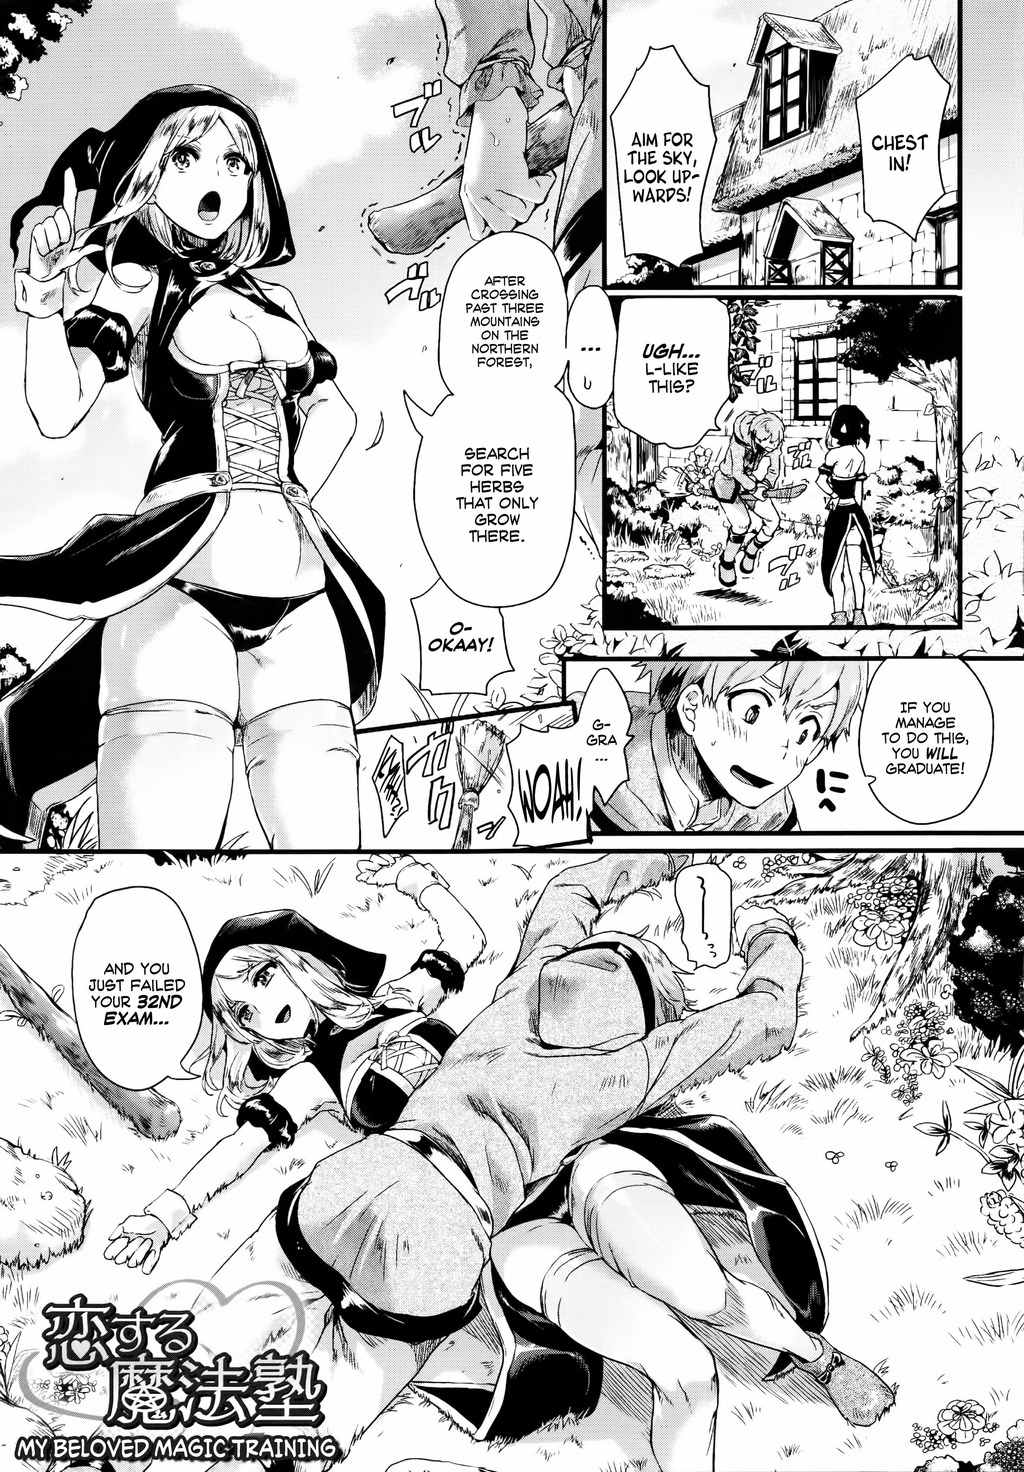 CHEST
IN!
AIM FOR
THE SKY,
LOOK UP-
WARDS!
UGH...
L-LIKE
THIS?
...
AFTER
CROSSING
PAST THREE
MOUNTAINS
ON THE
NORTHERN
FOREST,
SEARCH
FOR FIVE
HERBS
THAT ONLY
GROW
THERE.
O-
OKAAY!
IF YOU
MANAGE
TO DO THIS,
YOU WILL
GRADUATE!
G-
GRA
...
WOAH!
AND YOU
JUST FAILED
YOUR 32ND
EXAM...
恋する
魔法塾
MY BELOVED MAGIC TRAINING